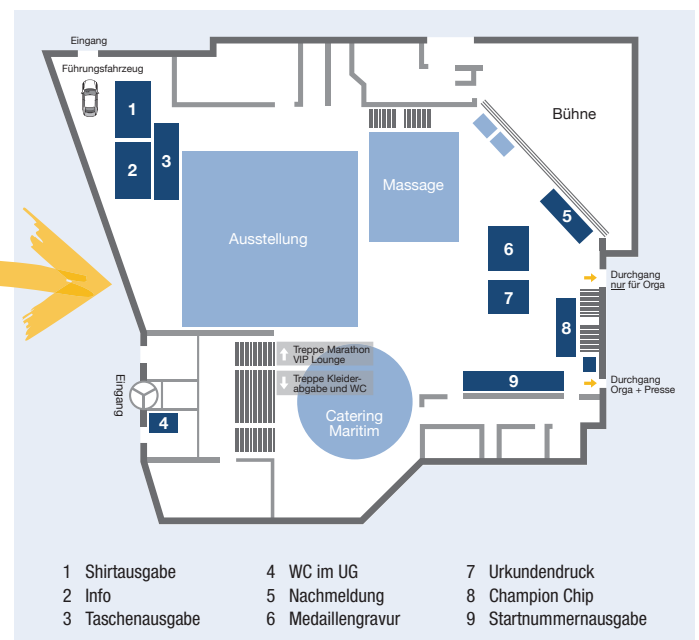 Eingang
Führungsfahrzeug
1
2
3
Bühne
Massage
5
Ausstellung
6
Durchgang
nur für Orga
7
8
Treppe Marathon
VIP Lounge
Treppe Kleider-
abgabe und WC
Eingang
9
Durchgang
Orga + Presse
4
Catering
Maritim
1 Shirtausgabe
2 Info
3 Taschenausgabe
4 WC im UG
5 Nachmeldung
6 Medaillengravur
7 Urkundendruck
8 Champion Chip
9 Startnummernausgabe